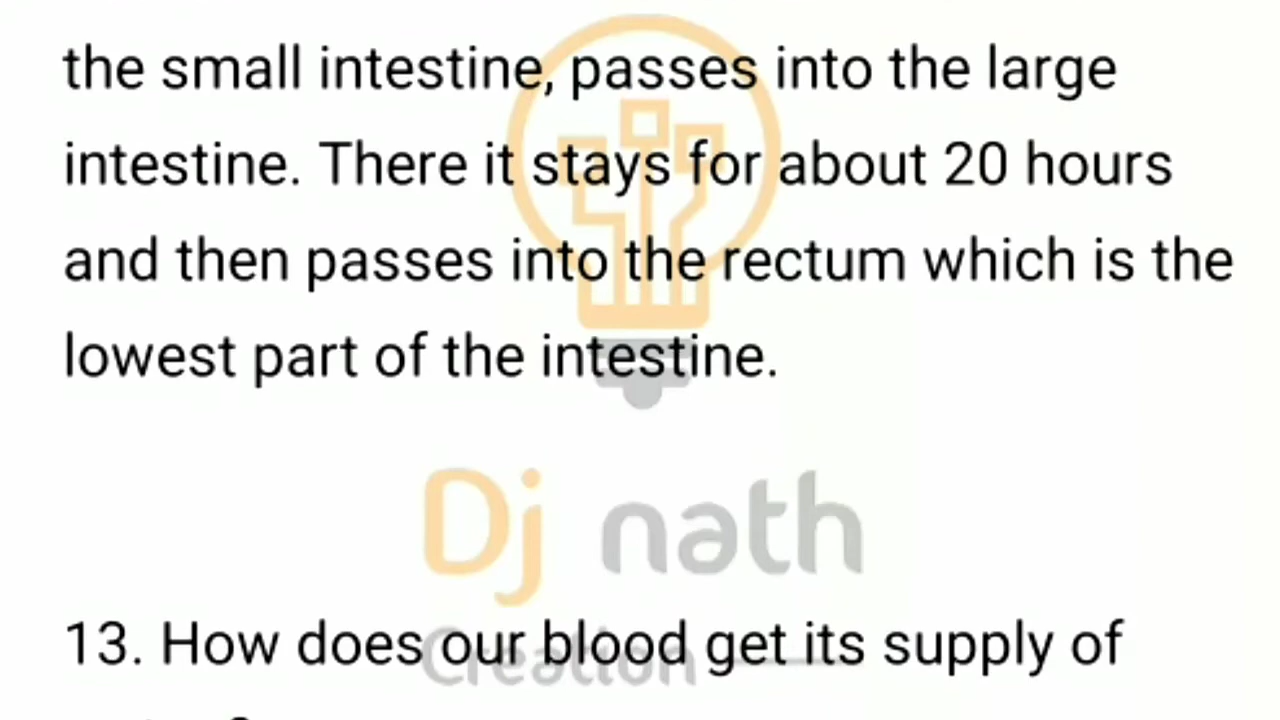 the small intestine, passes into the large
intestine. There it stays for about 20 hours
and then passes into the rectum which is the
lowest part of the intestine.
Dj nath
Creation
13. How does our blood get its supply of